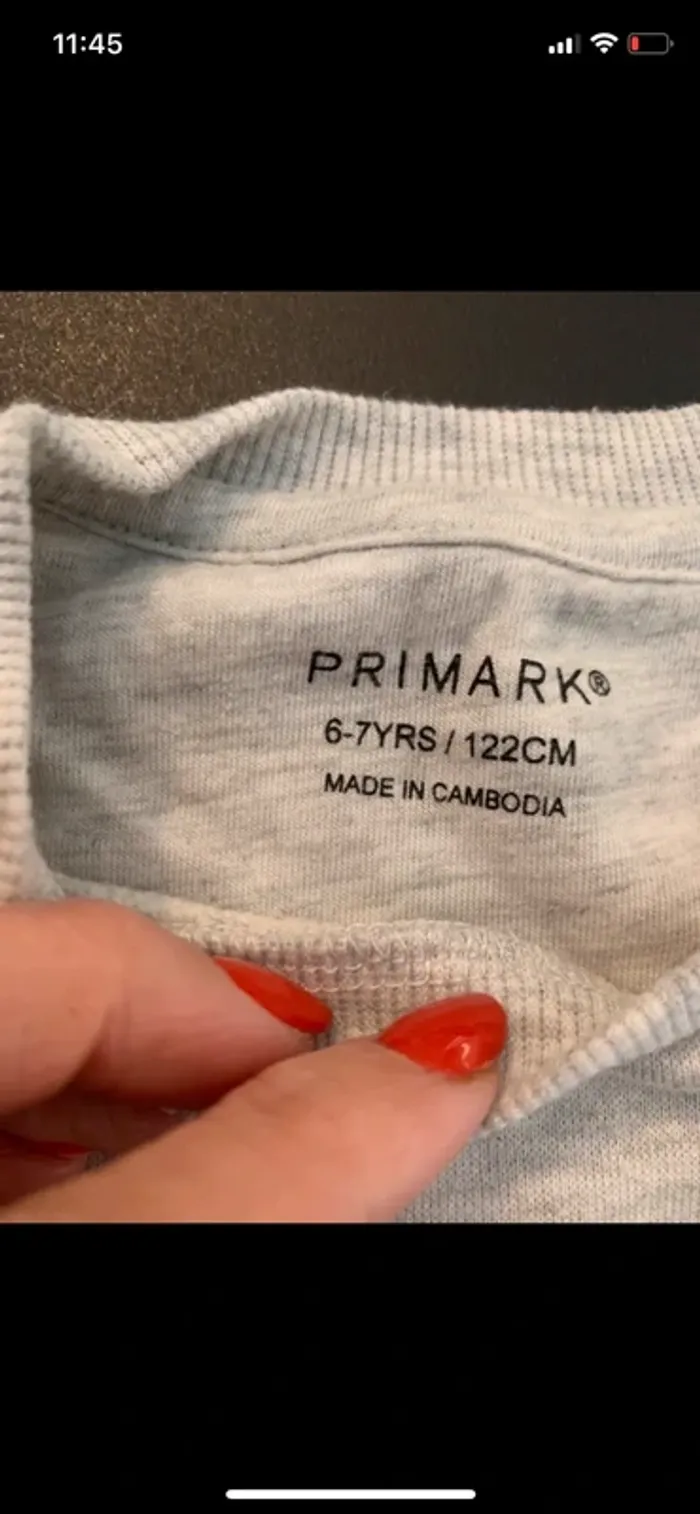 11:45
PRIMARK®
6-7YRS / 122CM
MADE IN CAMBODIA